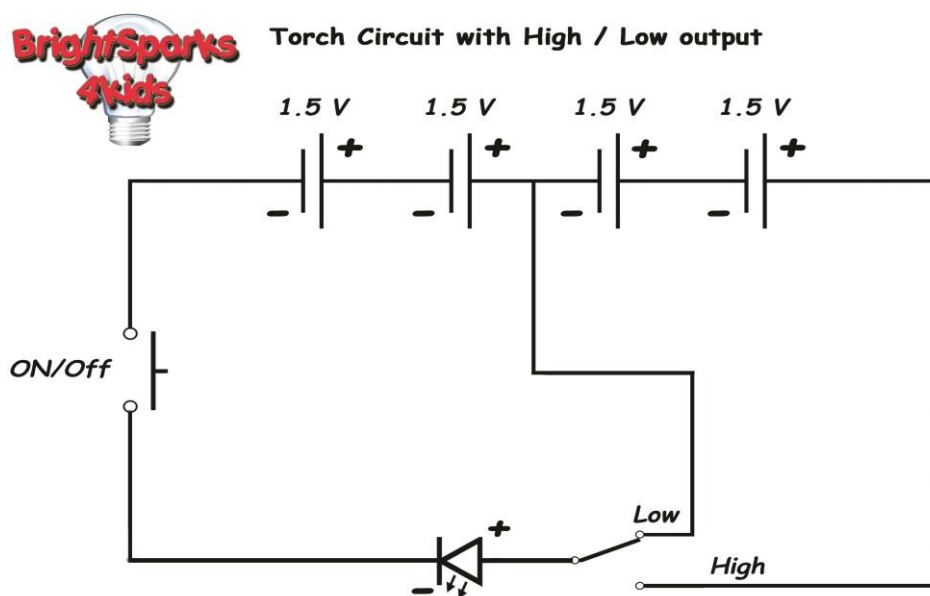 BrightSparks
4kids
Torch Circuit with High / Low output
1.5 V 1.5 V 1.5 V 1.5 V
+ + + +
- - - -
ON/Off
Low
+
High
-